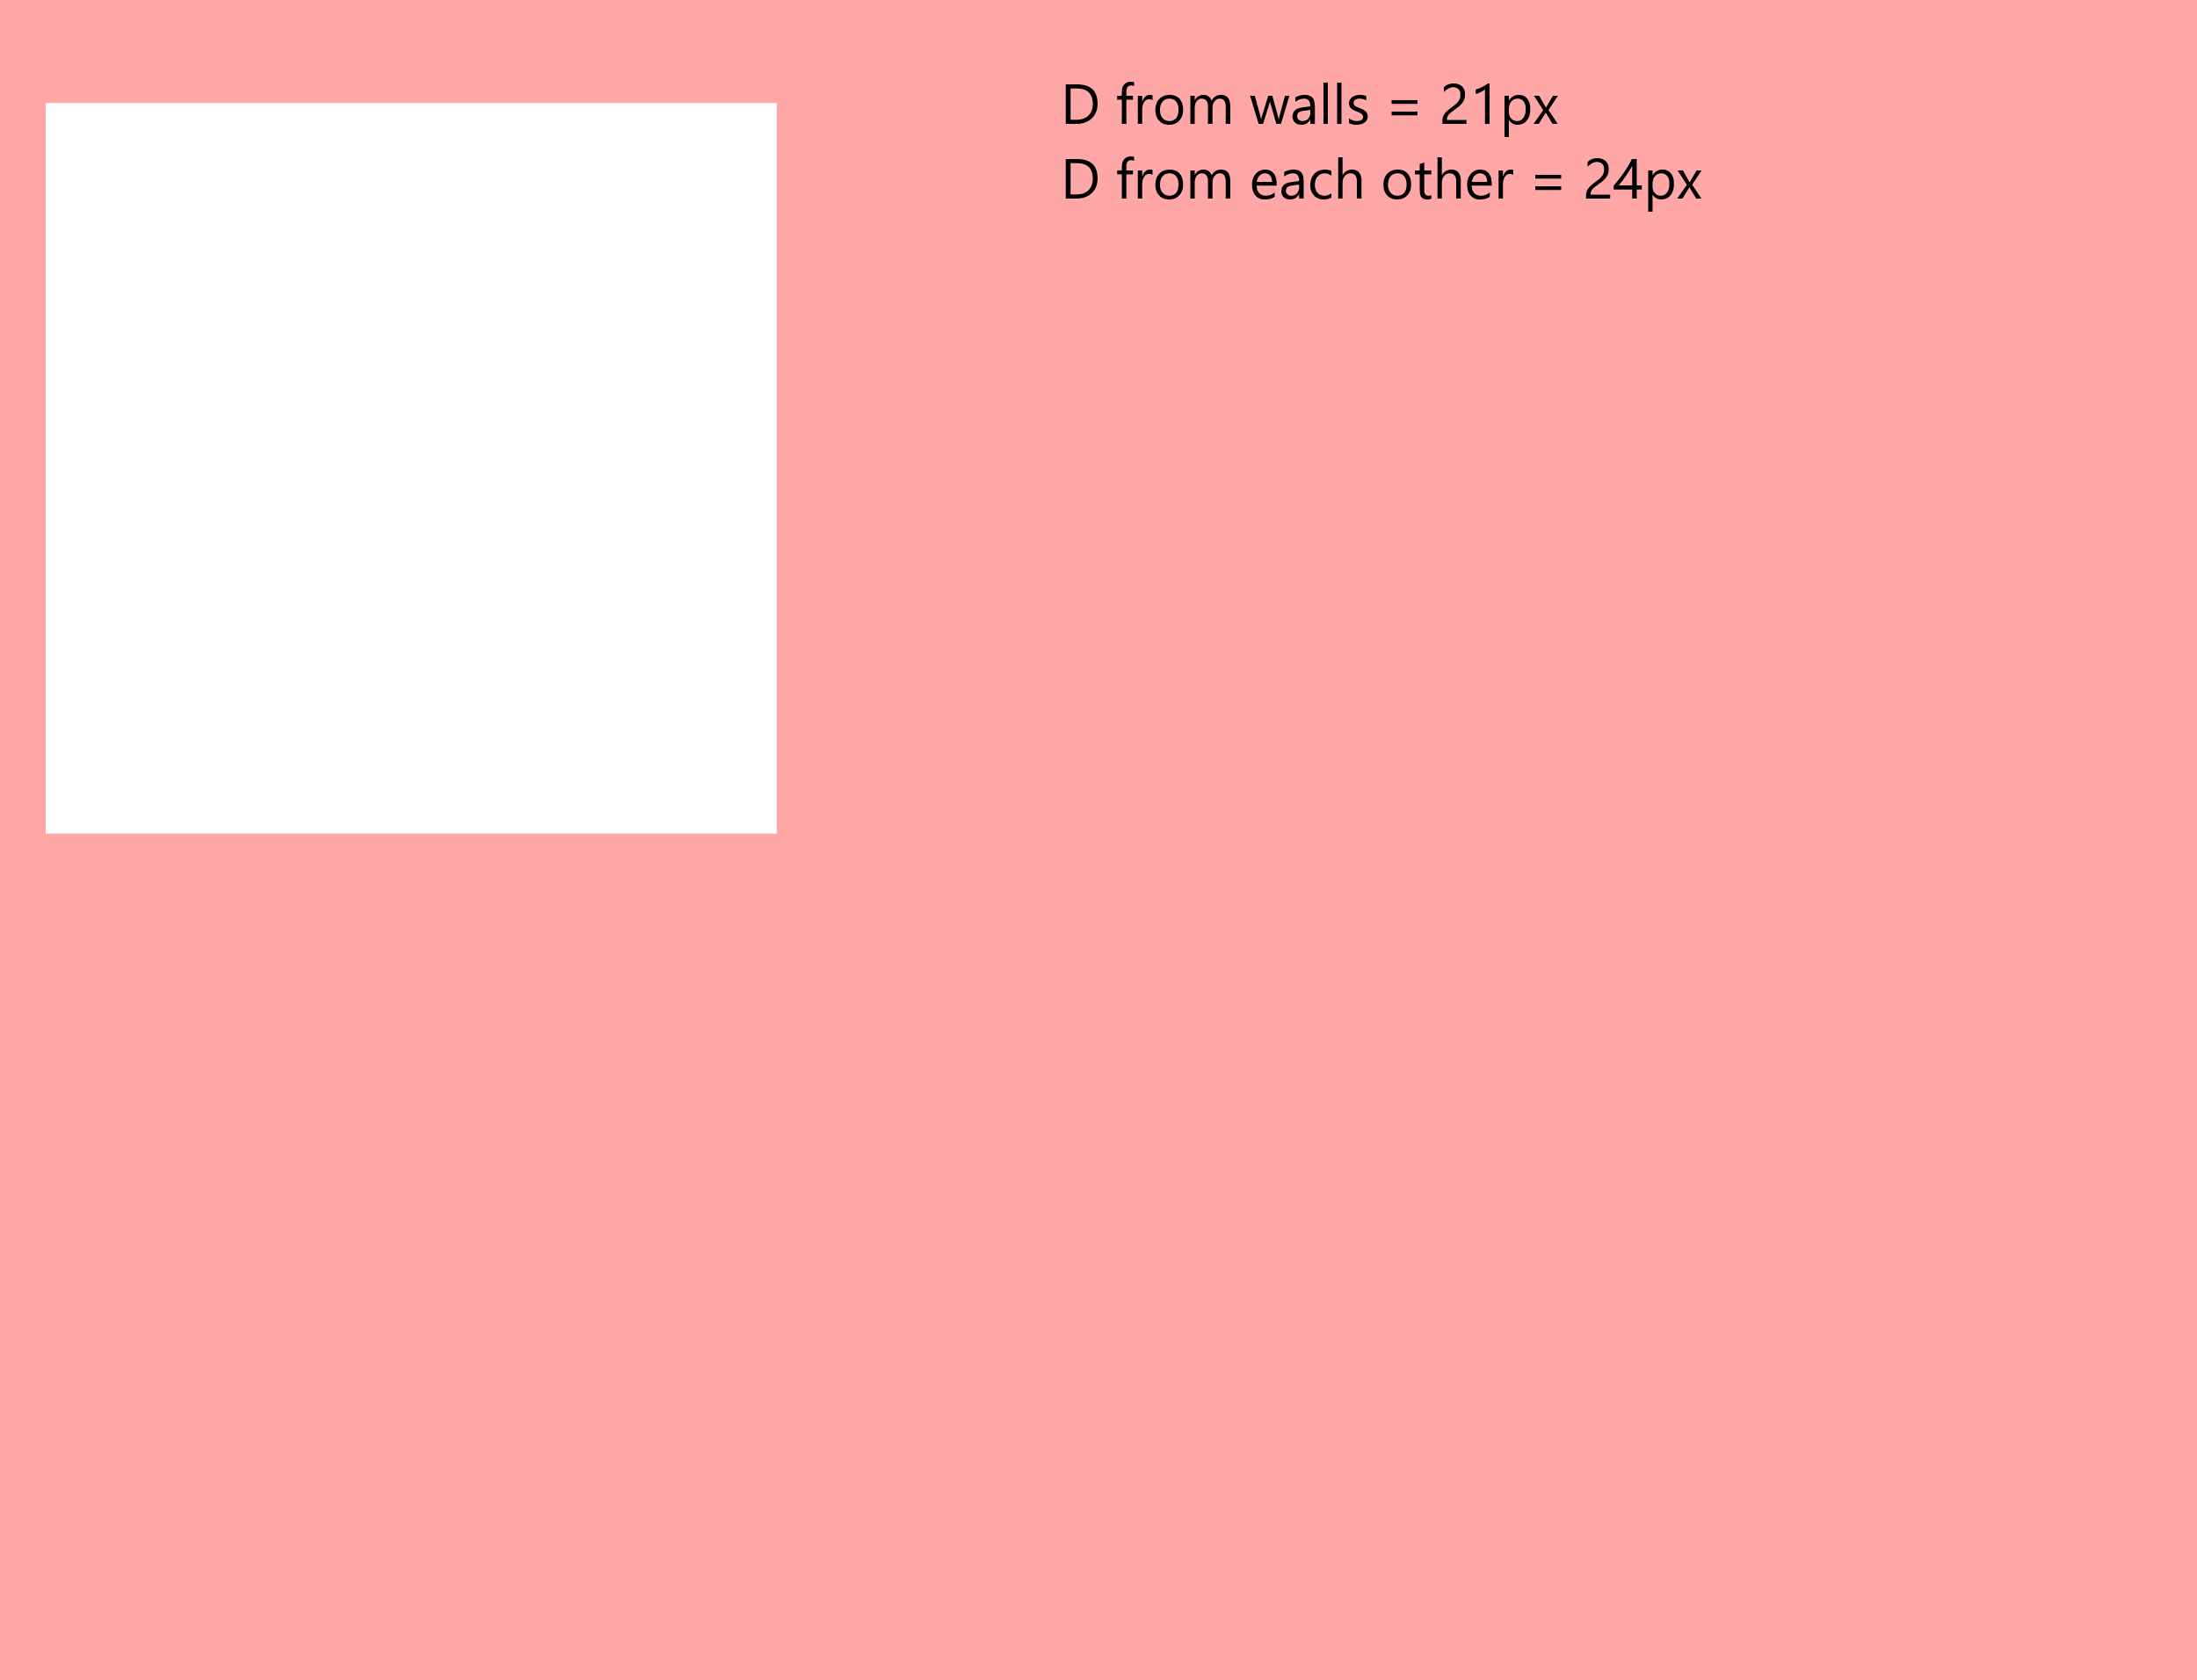 D from walls = 21px
D from each other = 24px